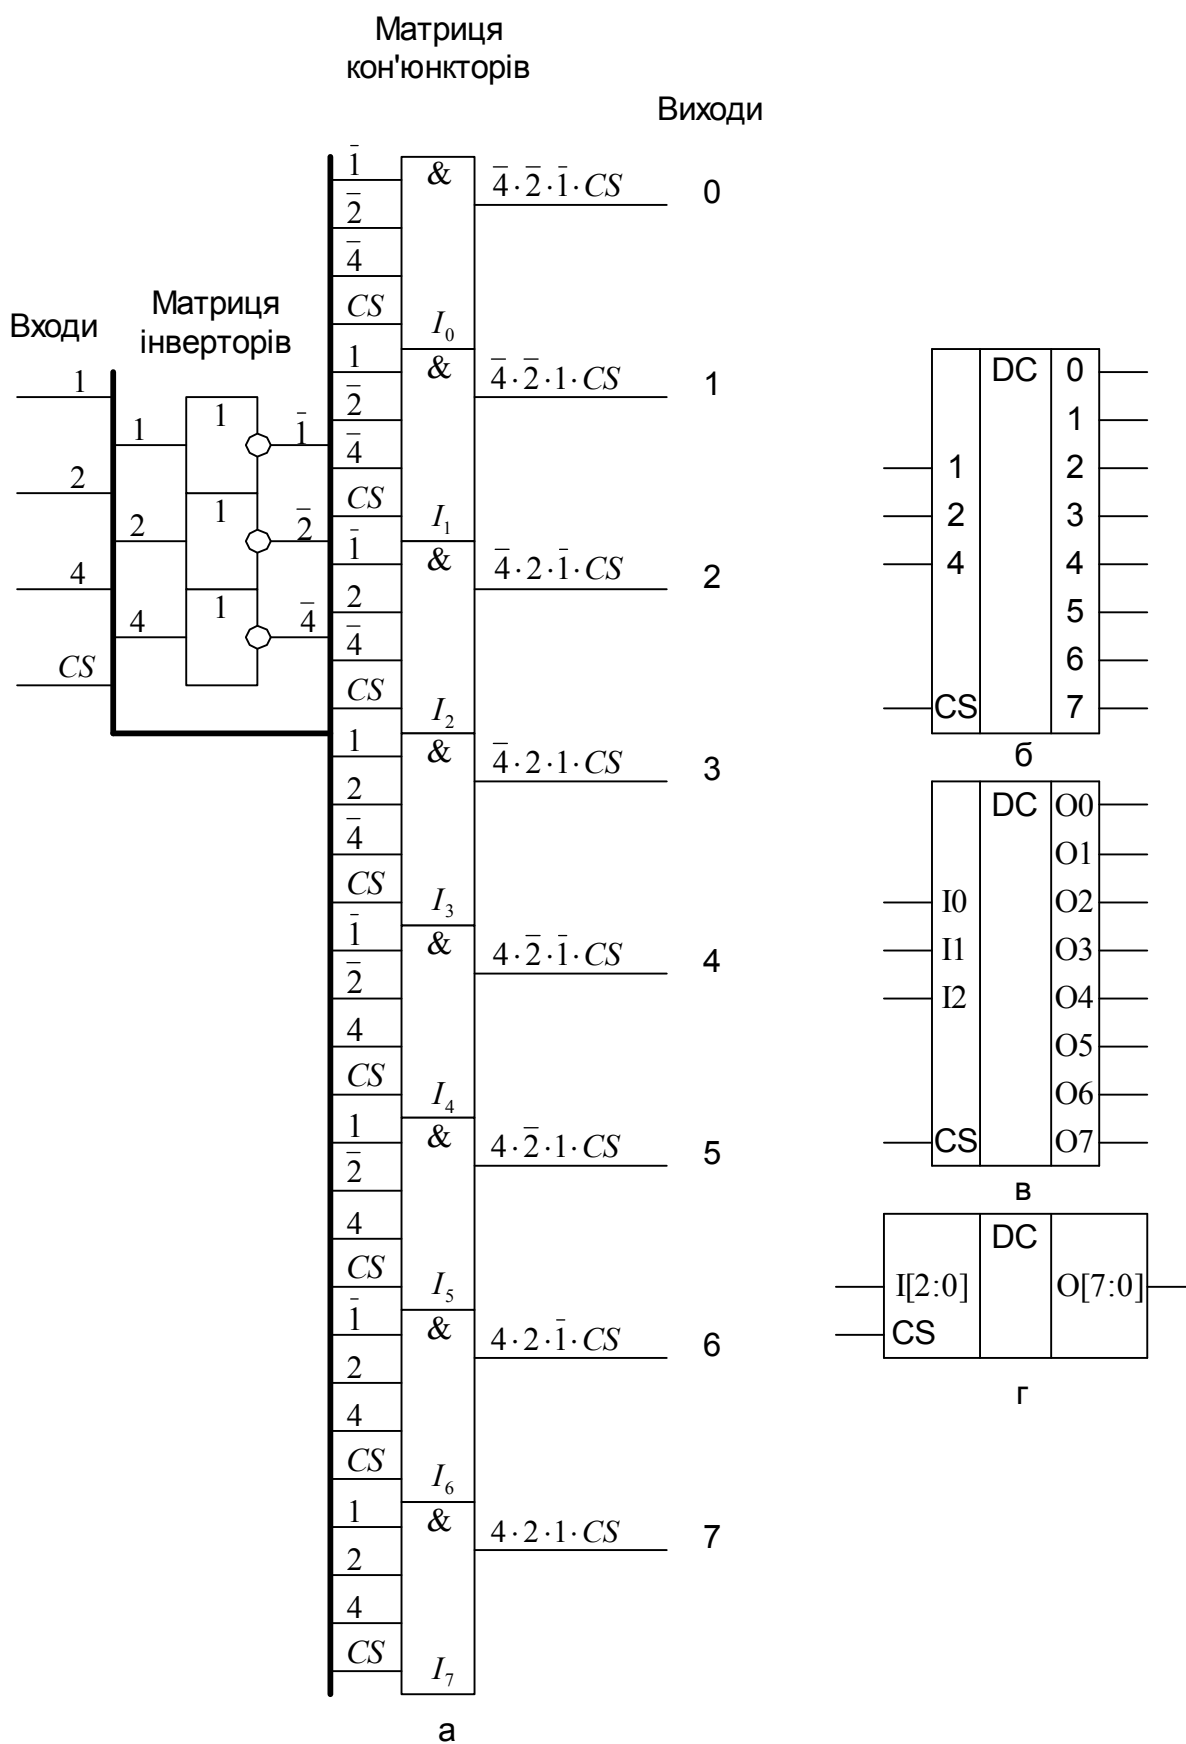 Матриця
кон'юнкторів
Виходи
Входи
Матриця
інверторів
1
2
4
CS
1
1
1̅
2
1
2̅
4
1
4̅
1̅
2̅
4̅
CS
&
I₀
4̅·2̅·1̅·CS
0
1
2̅
4̅
CS
&
I₁
4̅·2̅·1·CS
1
1̅
2
4̅
CS
&
I₂
4̅·2·1̅·CS
2
1
2
4̅
CS
&
I₃
4̅·2·1·CS
3
1̅
2̅
4
CS
&
I₄
4·2̅·1̅·CS
4
1
2̅
4
CS
&
I₅
4·2̅·1·CS
5
1̅
2
4
CS
&
I₆
4·2·1̅·CS
6
1
2
4
CS
&
I₇
4·2·1·CS
7
а
DC
1
2
4
CS
0
1
2
3
4
5
6
7
б
DC
I0
I1
I2
CS
O0
O1
O2
O3
O4
O5
O6
O7
в
DC
I[2:0]
CS
O[7:0]
г